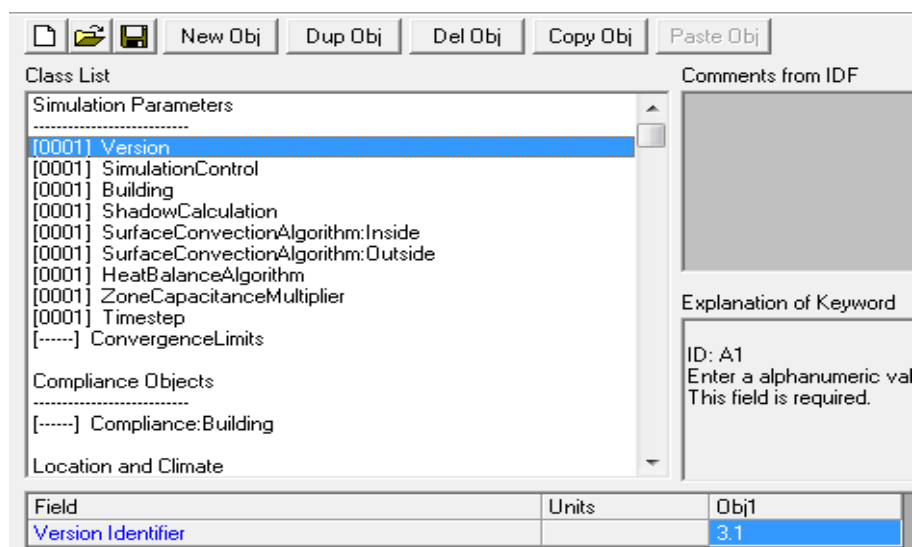 New Obj Dup Obj Del Obj Copy Obj Paste Obj
Class List
Simulation Parameters
---------------------------
[0001] Version
[0001] SimulationControl
[0001] Building
[0001] ShadowCalculation
[0001] SurfaceConvectionAlgorithm:Inside
[0001] SurfaceConvectionAlgorithm:Outside
[0001] HeatBalanceAlgorithm
[0001] ZoneCapacitanceMultiplier
[0001] Timestep
[------] ConvergenceLimits
Compliance Objects
---------------------------
[------] Compliance:Building
Location and Climate
Comments from IDF
Explanation of Keyword
ID: A1
Enter a alphanumeric val
This field is required.
Field Units Obj1
Version Identifier 3.1